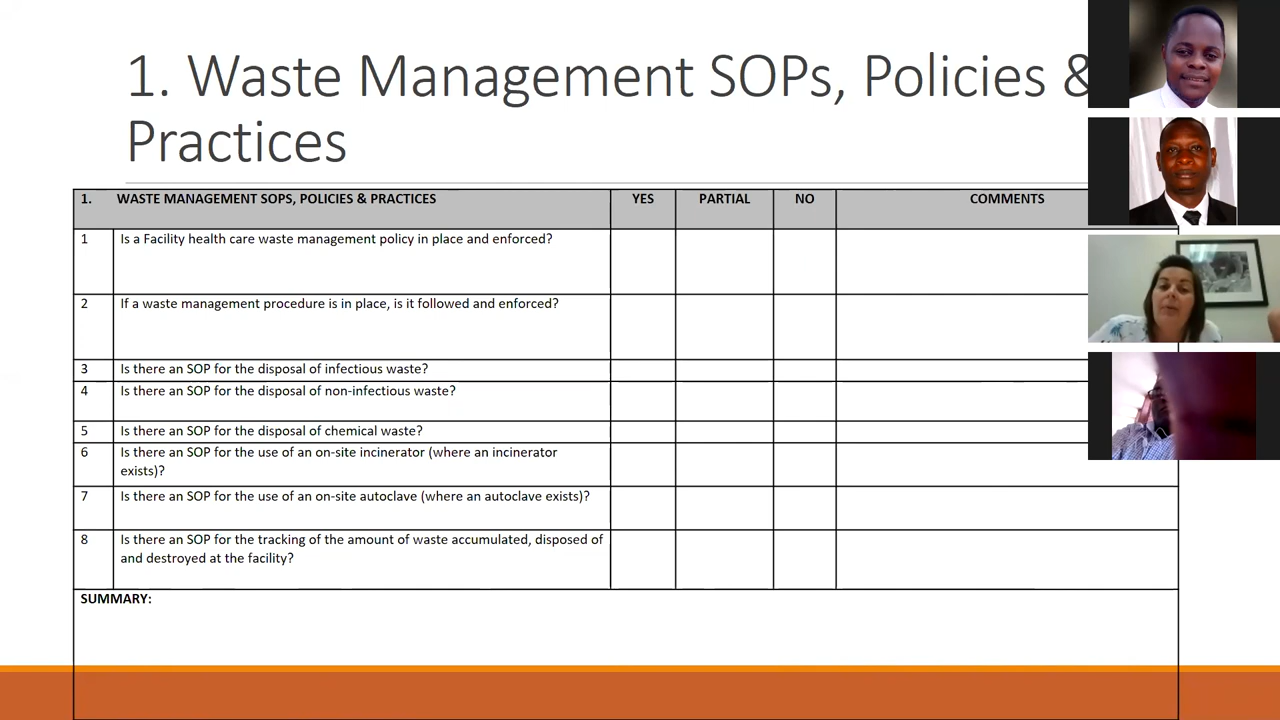 1. Waste Management SOPs, Policies &
Practices
1. WASTE MANAGEMENT SOPS, POLICIES & PRACTICES YES PARTIAL NO COMMENTS
1 Is a Facility health care waste management policy in place and enforced?
2 If a waste management procedure is in place, is it followed and enforced?
3 Is there an SOP for the disposal of infectious waste?
4 Is there an SOP for the disposal of non-infectious waste?
5 Is there an SOP for the disposal of chemical waste?
6 Is there an SOP for the use of an on-site incinerator (where an incinerator
exists)?
7 Is there an SOP for the use of an on-site autoclave (where an autoclave exists)?
8 Is there an SOP for the tracking of the amount of waste accumulated, disposed of
and destroyed at the facility?
SUMMARY: